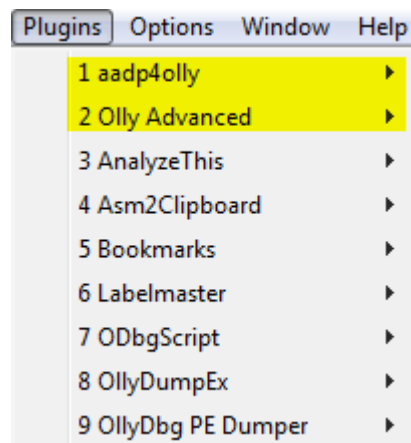 Plugins Options Window Help
1 aadp4olly
2 Olly Advanced
3 AnalyzeThis
4 Asm2Clipboard
5 Bookmarks
6 Labelmaster
7 ODbgScript
8 OllyDumpEx
9 OllyDbg PE Dumper